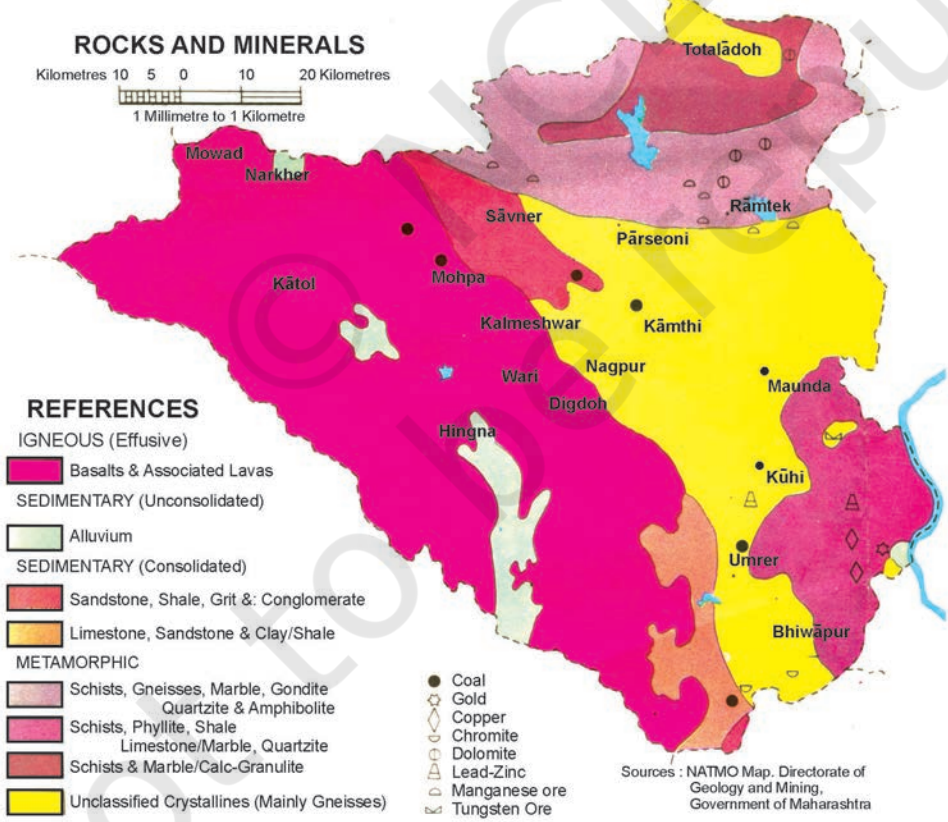 ROCKS AND MINERALS
Kilometres 10 5 0 10 20 Kilometres
1 Millimetre to 1 Kilometre
Totalādoh
Mowad
Narkher
Sāvner
Rāmtek
Pārseoni
Kātol
Mohpa
Kalmeshwar
Kāmthi
Wari
Nagpur
Digdoh
Maunda
Hingna
Kūhi
Umrer
Bhiwāpur
REFERENCES
IGNEOUS (Effusive)
Basalts & Associated Lavas
SEDIMENTARY (Unconsolidated)
Alluvium
SEDIMENTARY (Consolidated)
Sandstone, Shale, Grit &: Conglomerate
Limestone, Sandstone & Clay/Shale
METAMORPHIC
Schists, Gneisses, Marble, Gondite
Quartzite & Amphibolite
Schists, Phyllite, Shale
Limestone/Marble, Quartzite
Schists & Marble/Calc-Granulite
Unclassified Crystallines (Mainly Gneisses)
Coal
Gold
Copper
Chromite
Dolomite
Lead-Zinc
Manganese ore
Tungsten Ore
Sources : NATMO Map. Directorate of
Geology and Mining,
Government of Maharashtra
© NCE
not to be repu